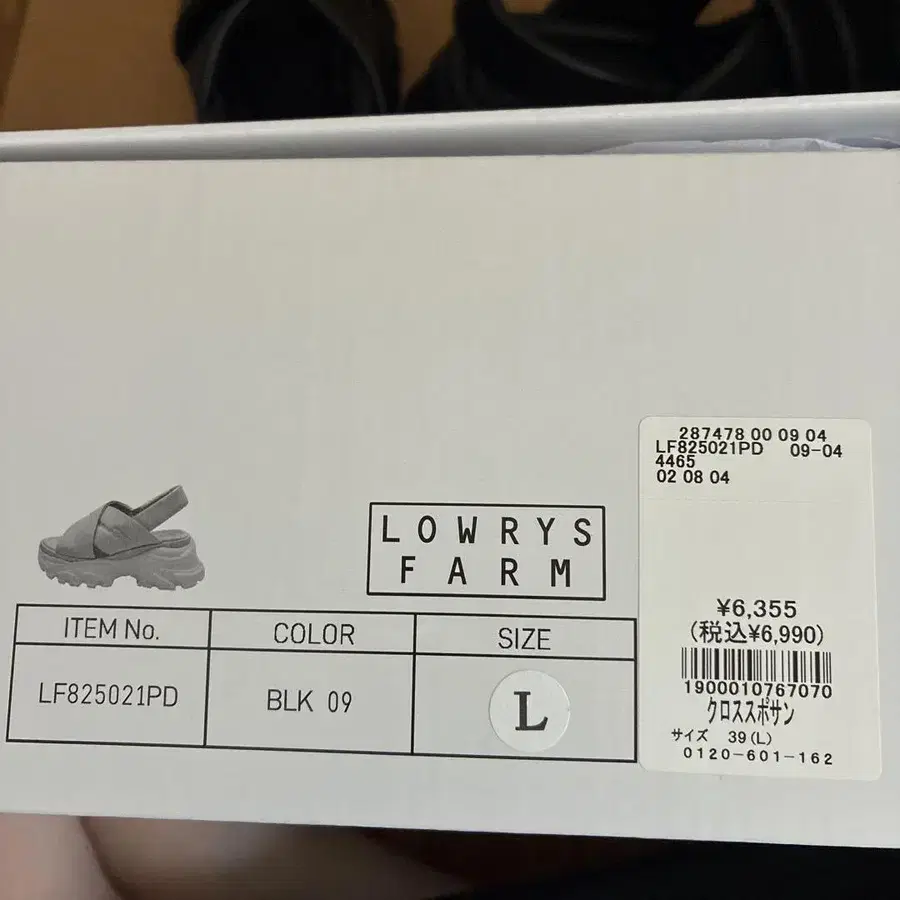 LOWRYS
FARM
ITEM No. COLOR SIZE
LF825021PD BLK 09 L
287478 00 09 04
LF825021PD 09-04
4465
02 08 04
¥6,355
(税込¥6,990)
1900010767070
クロススポサン
サイズ 39(L)
0120-601-162